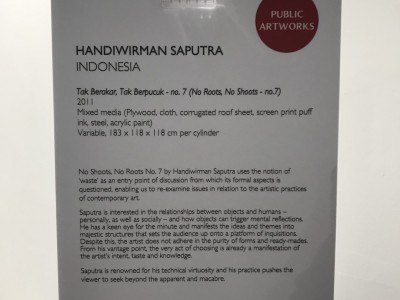 PUBLIC
ARTWORKS
HANDIWIRMAN SAPUTRA
INDONESIA
Tak Berakar, Tak Berpucuk - no. 7 (No Roots, No Shoots - no.7)
2011
Mixed media (Plywood, cloth, corrugated roof sheet, screen print puff
ink, steel, acrylic paint)
Variable, 183 x 118 x 118 cm per cylinder
No Shoots, No Roots No. 7 by Handiwirman Saputra uses the notion of
'waste' as an entry point of discussion from which its formal aspects is
questioned, enabling us to re-examine issues in relation to the artistic practices
of contemporary art.
Saputra is interested in the relationships between objects and humans –
personally, as well as socially – and how objects can trigger mental reflections.
He has a keen eye for the minute and manifests the ideas and themes into
majestic structures that sets the audience up onto a platform of inquisitions.
Despite this, the artist does not adhere in the purity of forms and ready-mades.
From his vantage point, the very act of choosing is already a manifestation of
the artist's intent, taste and knowledge.
Saputra is renowned for his technical virtuosity and his practice pushes the
viewer to seek beyond the apparent and macabre.